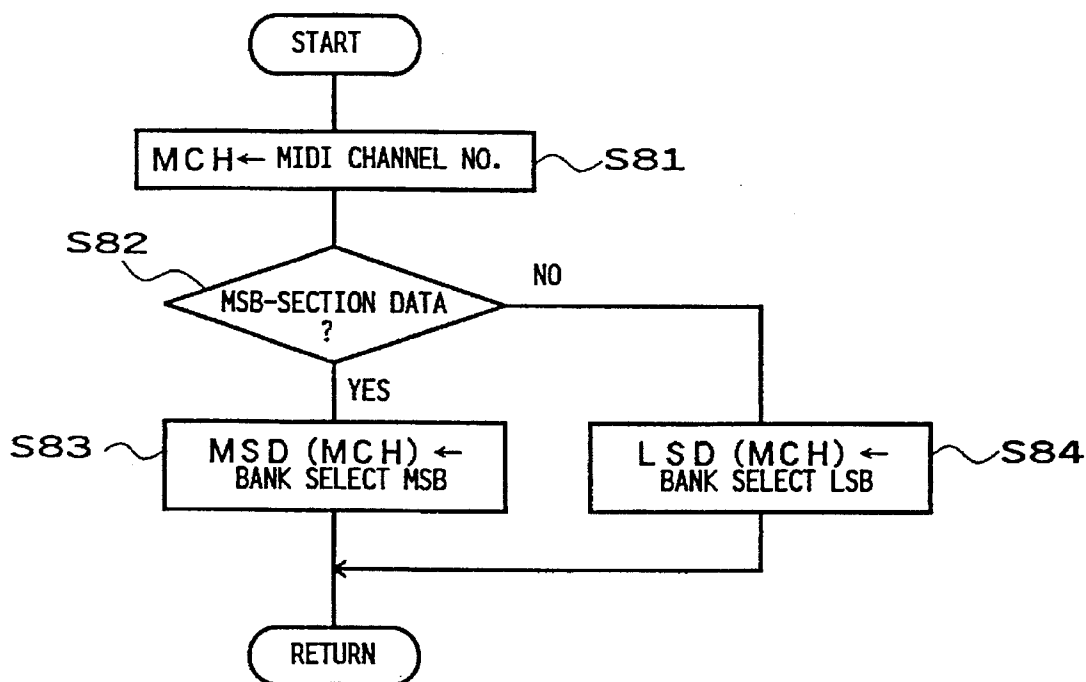 START
MCH← MIDI CHANNEL NO.
S81
S82
MSB-SECTION DATA
?
NO
YES
S83
MSD (MCH) ←
BANK SELECT MSB
LSD (MCH) ←
BANK SELECT LSB
S84
RETURN